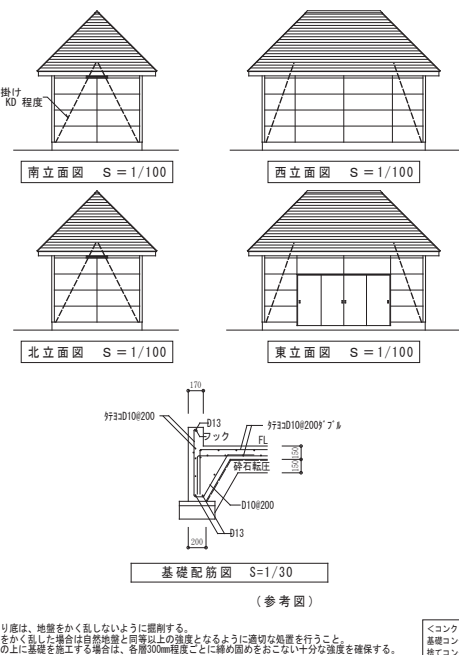 掛け
KD 程度
南立面図 S＝1/100
西立面図 S＝1/100
北立面図 S＝1/100
東立面図 S＝1/100
170
ﾀﾃﾖｺD10@200
D13
フック
ﾀﾃﾖｺD10@200ﾀﾞﾌﾞﾙ
FL
150
150
砕石転圧
D10@200
D13
200
基礎配筋図 S=1/30
(参考図)
り底は、地盤をかく乱しないように掘削する。
をかく乱した場合は自然地盤と同等以上の強度となるように適切な処置を行うこと。
の上に基礎を施工する場合は、各層300mm程度ごとに締め固めをおこない十分な強度を確保する。
<コンク
基礎コン
捨てコン